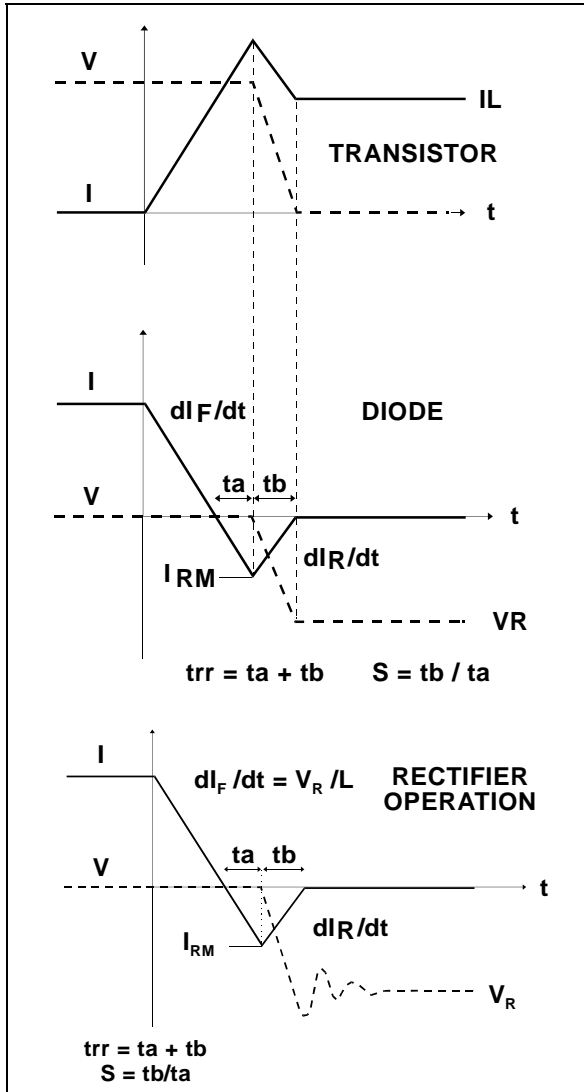 V
IL
TRANSISTOR
I
t
I
dIF/dt
DIODE
ta tb
V
t
IRM
dIR/dt
VR
trr = ta + tb S = tb / ta
I
dIF/dt = VR/L
RECTIFIER
OPERATION
ta tb
V
t
IRM
dIR/dt
VR
trr = ta + tb
S = tb/ta